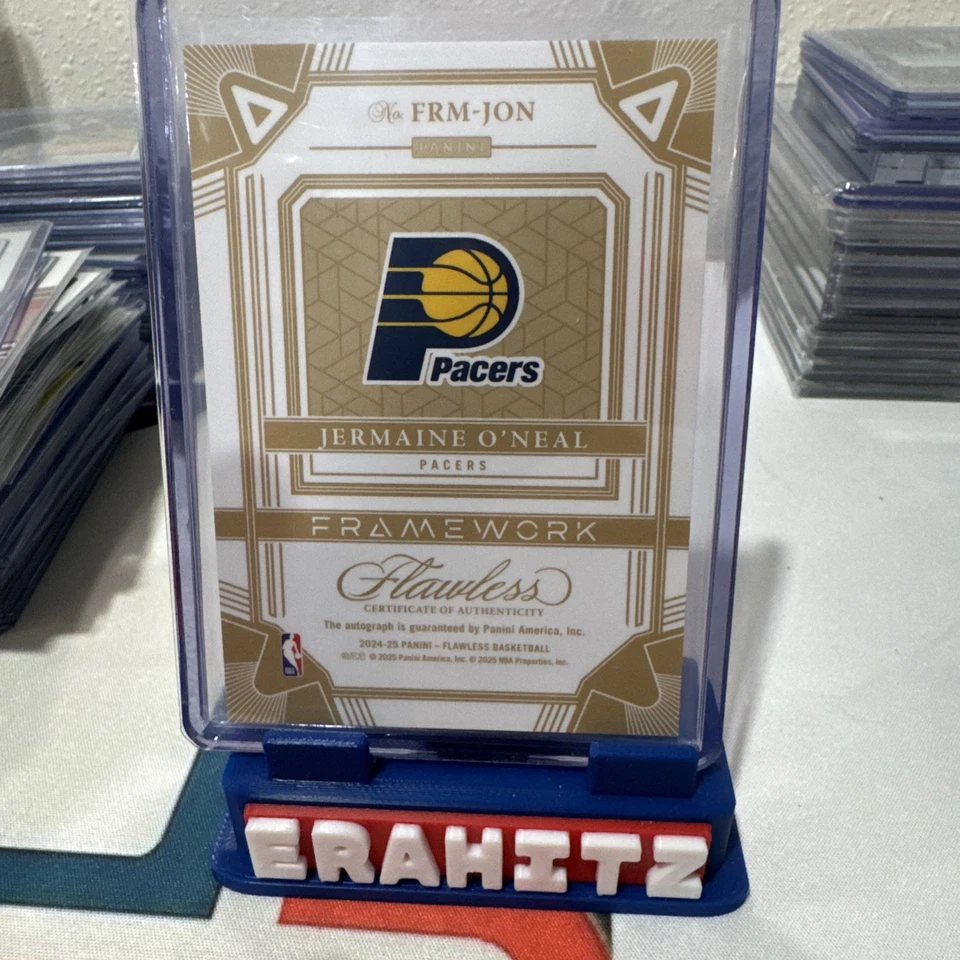 No. FRM-JON
PANINI
Pacers
JERMAINE O'NEAL
PACERS
FRAMEWORK
Flawless
CERTIFICATE OF AUTHENTICITY
The autograph is guaranteed by Panini America, Inc.
2024-25 PANINI – FLAWLESS BASKETBALL
© 2025 Panini America, Inc. © 2025 NBA Properties, Inc.
ERAHITZ